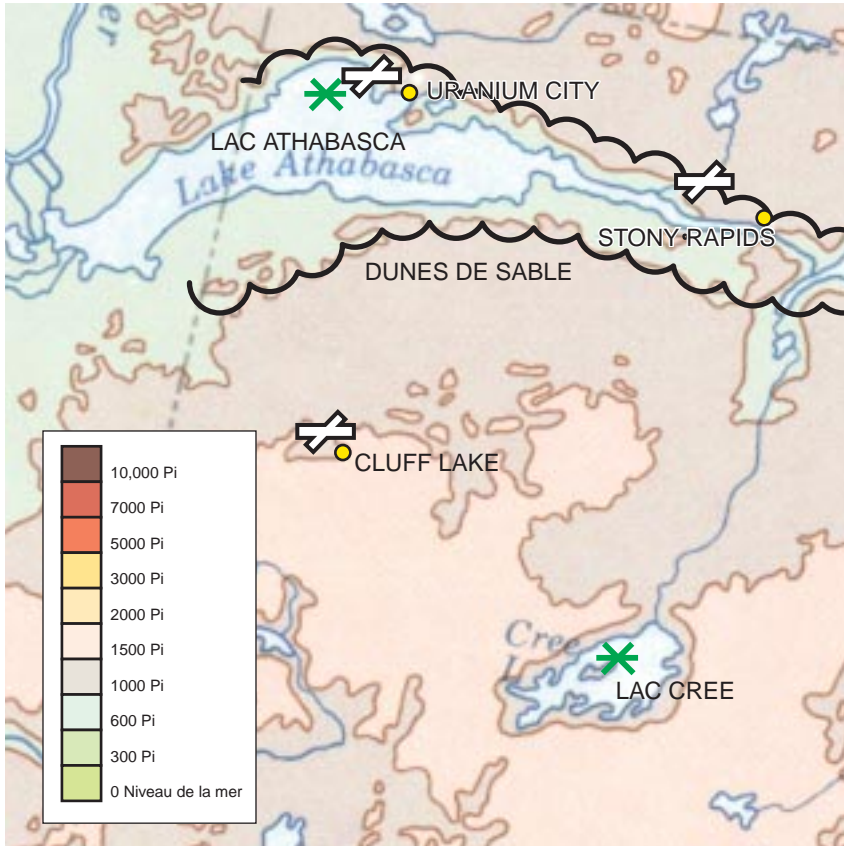 er
URANIUM CITY
LAC ATHABASCA
Lake Athabasca
STONY RAPIDS
DUNES DE SABLE
CLUFF LAKE
10,000 Pi
7000 Pi
5000 Pi
3000 Pi
2000 Pi
1500 Pi
1000 Pi
600 Pi
300 Pi
0 Niveau de la mer
Cree
L
LAC CREE